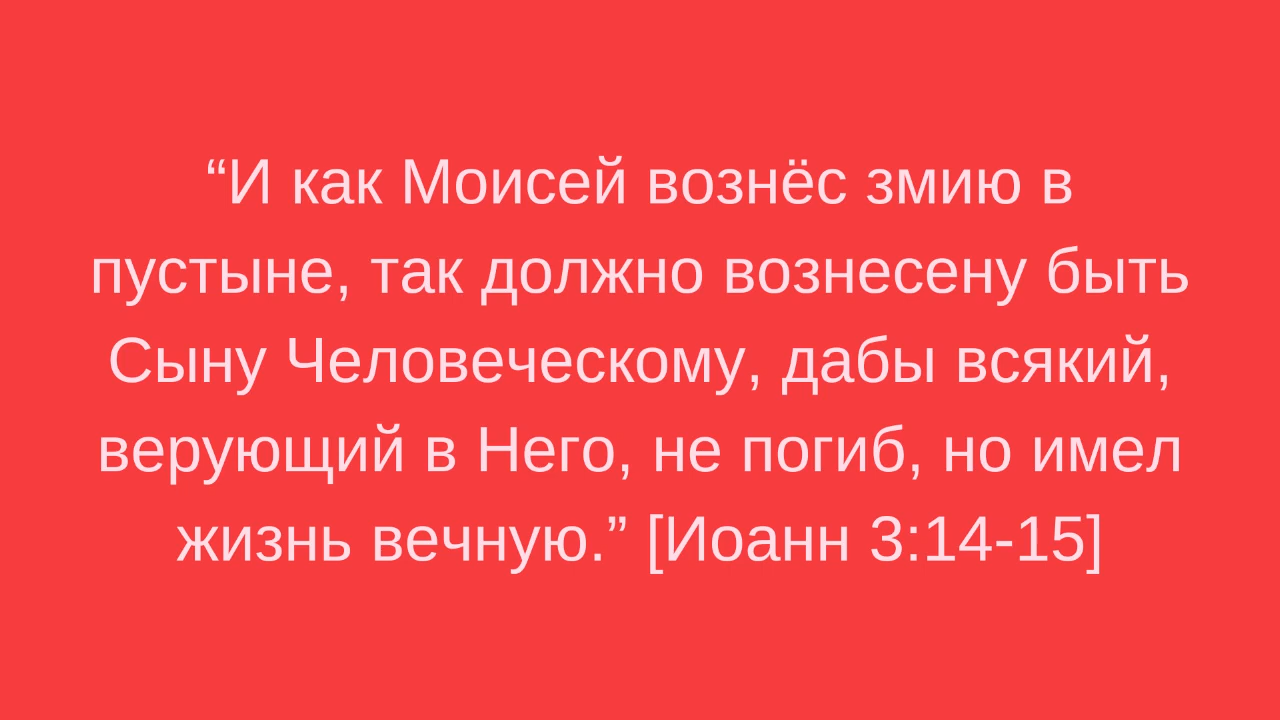 “И как Моисей вознёс змию в
пустыне, так должно вознесену быть
Сыну Человеческому, дабы всякий,
верующий в Него, не погиб, но имел
жизнь вечную.” [Иоанн 3:14-15]